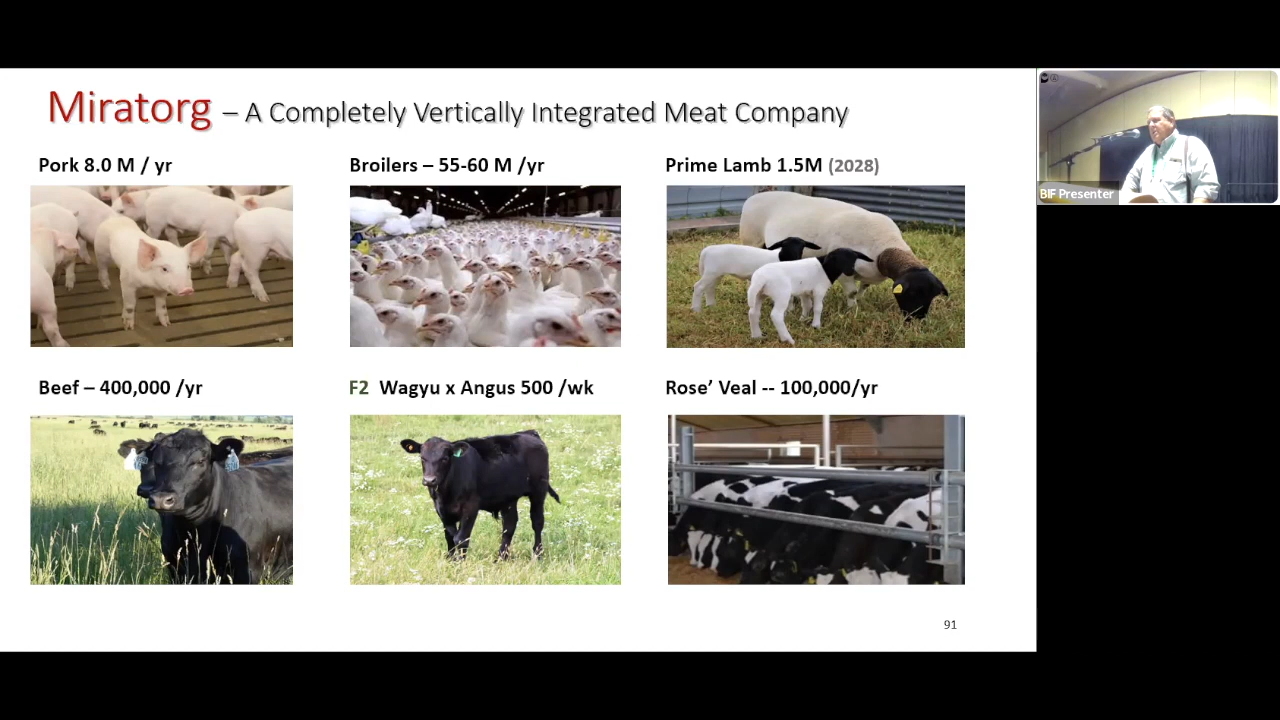 Miratorg – A Completely Vertically Integrated Meat Company
Pork 8.0 M / yr
Broilers – 55-60 M /yr
Prime Lamb 1.5M (2028)
Beef – 400,000 /yr
F2 Wagyu x Angus 500 /wk
Rose’ Veal -- 100,000/yr
91
BIF Presenter